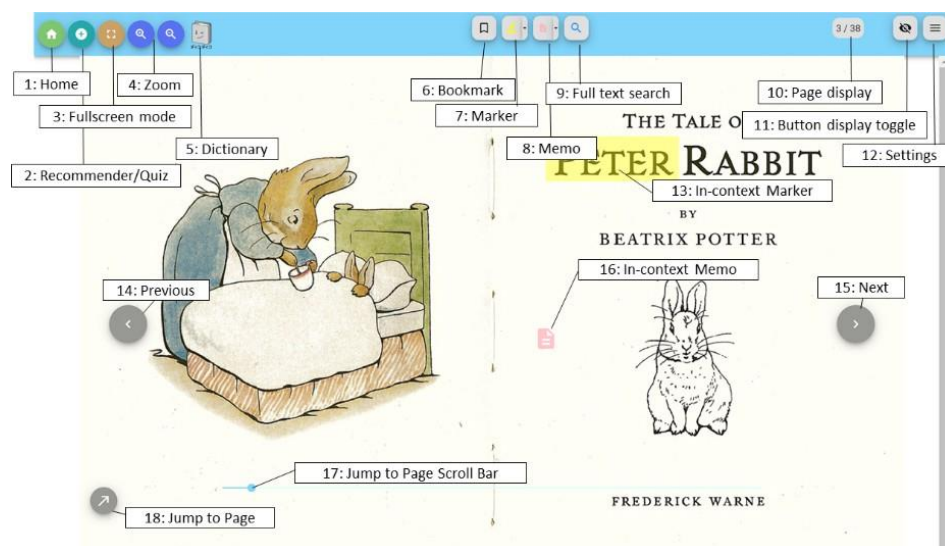 3 / 38
1: Home
4: Zoom
6: Bookmark
9: Full text search
10: Page display
3: Fullscreen mode
7: Marker
11: Button display toggle
5: Dictionary
8: Memo
12: Settings
2: Recommender/Quiz
THE TALE O
PETER RABBIT
13: In-context Marker
BY
BEATRIX POTTER
16: In-context Memo
14: Previous
15: Next
17: Jump to Page Scroll Bar
FREDERICK WARNE
18: Jump to Page